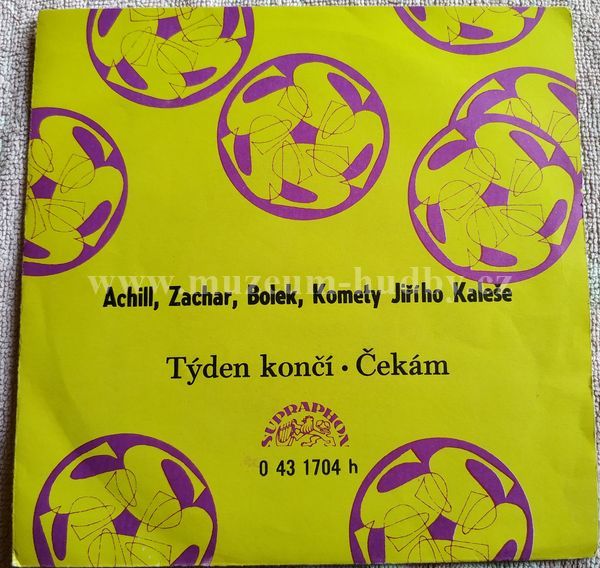 www.muzeum-hudby.cz
Achill, Zachar, Bolek, Komety Jiřího Kaleše
Týden končí • Čekám
SUPRAPHON
0 43 1704 h